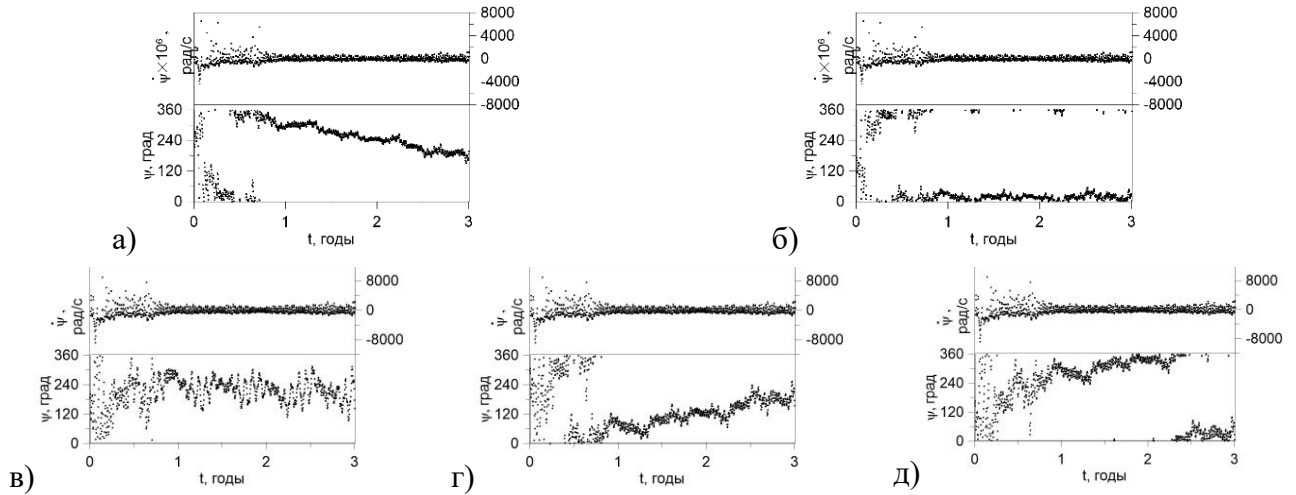 8000
4000
0
-4000
-8000
ψ̇×10⁶, рад/с
360
240
120
0
ψ, град
0 1 2 3
t, годы
а)
8000
4000
0
-4000
-8000
ψ̇×10⁶, рад/с
360
240
120
0
ψ, град
0 1 2 3
t, годы
б)
8000
0
-8000
ψ̇, рад/с
360
240
120
0
ψ, град
0 1 2 3
t, годы
в)
8000
0
-8000
ψ̇, рад/с
360
240
120
0
ψ, град
0 1 2 3
t, годы
г)
8000
0
-8000
ψ̇, рад/с
360
240
120
0
ψ, град
0 1 2 3
t, годы
д)